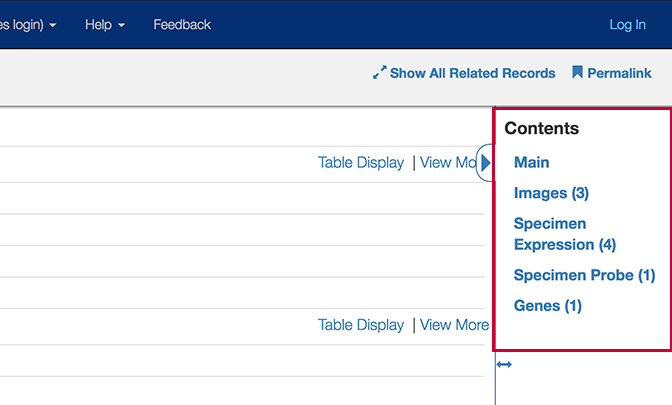 es login) Help Feedback Log In
Show All Related Records Permalink
Contents
Table Display | View Mo
Main
Images (3)
Specimen
Expression (4)
Specimen Probe (1)
Genes (1)
Table Display | View More